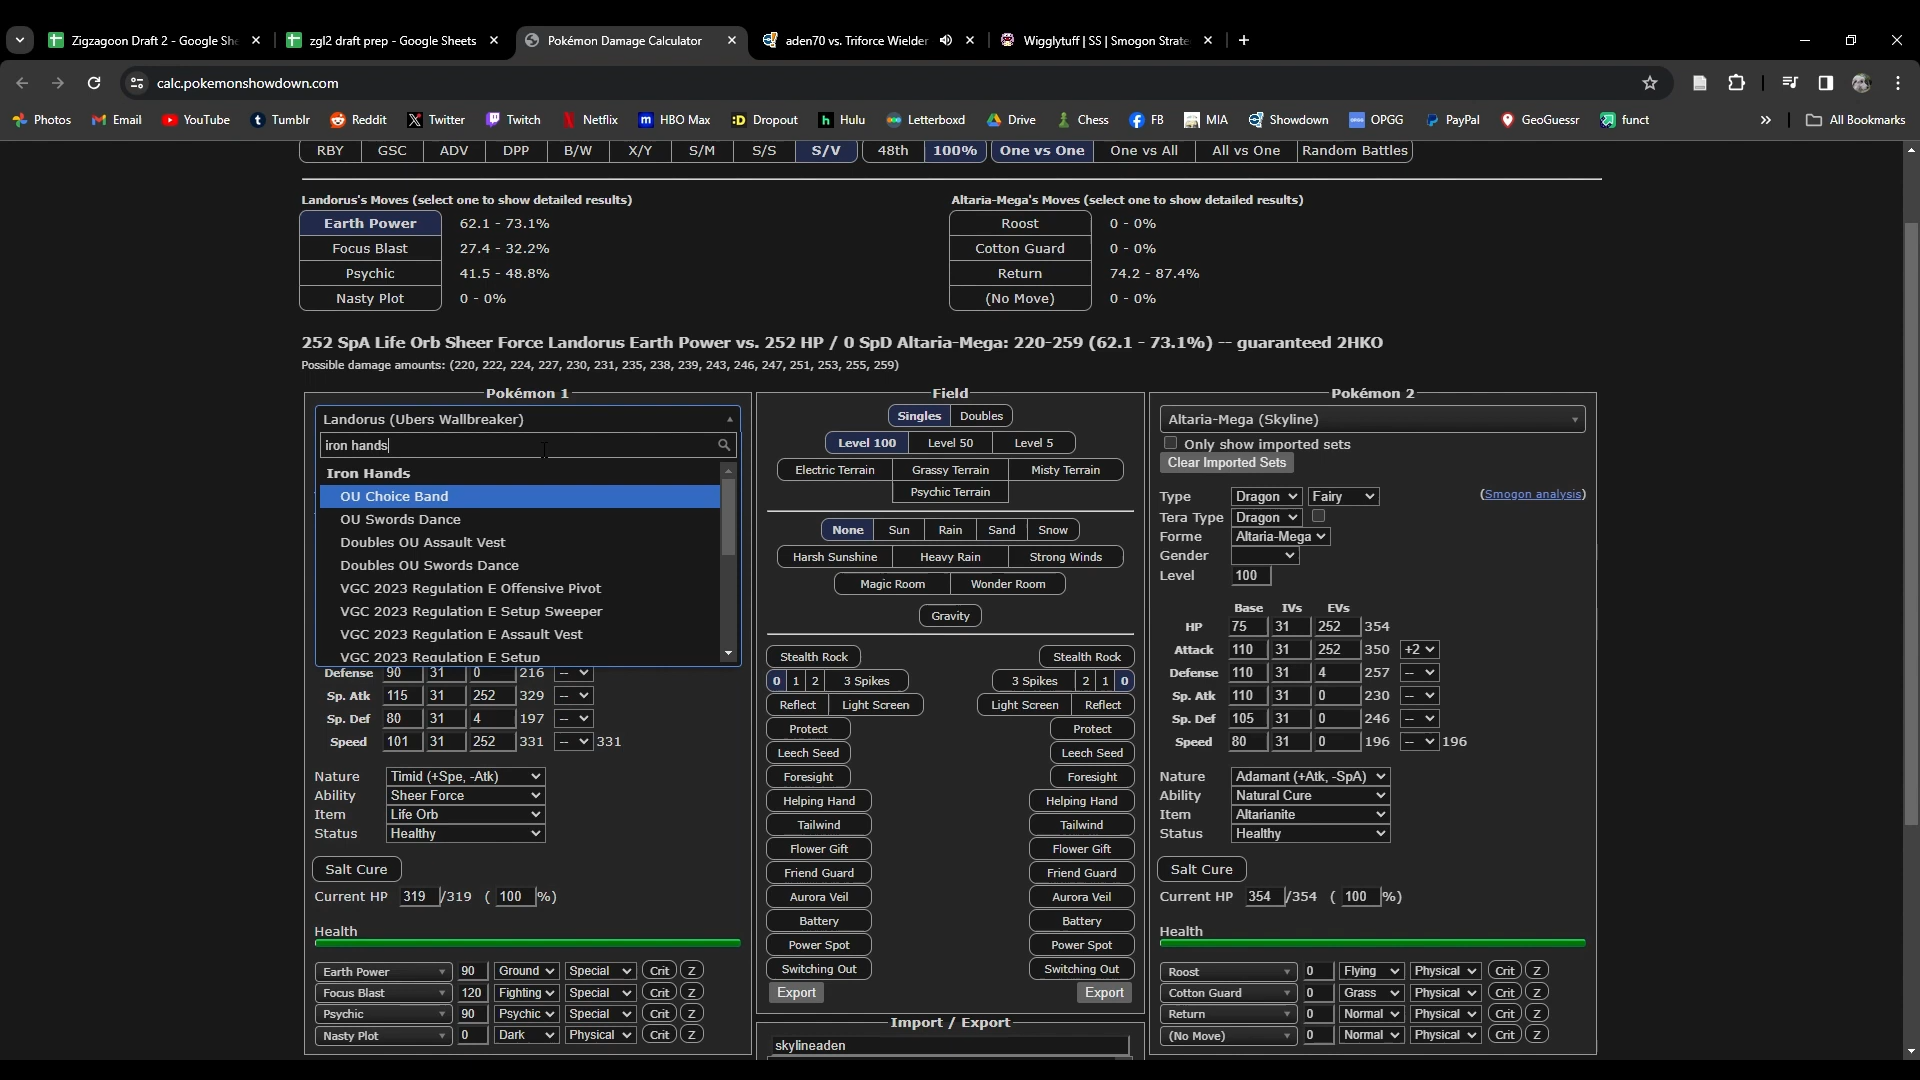 Zigzagoon Draft 2 - Google She
zgl2 draft prep - Google Sheets
Pokémon Damage Calculator
aden70 vs. Triforce Wielder
Wigglytuff | SS | Smogon Strate
calc.pokemonshowdown.com
Photos Email YouTube Tumblr Reddit Twitter Twitch Netflix HBO Max Dropout Hulu Letterboxd Drive Chess FB MIA Showdown OPGG PayPal GeoGuessr funct » All Bookmarks
RBY GSC ADV DPP B/W X/Y S/M S/S S/V 48th 100% One vs One One vs All All vs One Random Battles
Landorus's Moves (select one to show detailed results)
Earth Power 62.1 - 73.1%
Focus Blast 27.4 - 32.2%
Psychic 41.5 - 48.8%
Nasty Plot 0 - 0%
Altaria-Mega's Moves (select one to show detailed results)
Roost 0 - 0%
Cotton Guard 0 - 0%
Return 74.2 - 87.4%
(No Move) 0 - 0%
252 SpA Life Orb Sheer Force Landorus Earth Power vs. 252 HP / 0 SpD Altaria-Mega: 220-259 (62.1 - 73.1%) -- guaranteed 2HKO
Possible damage amounts: (220, 222, 224, 227, 230, 231, 235, 238, 239, 243, 246, 247, 251, 253, 255, 259)
Pokémon 1
Landorus (Ubers Wallbreaker)
iron hands
Iron Hands
OU Choice Band
OU Swords Dance
Doubles OU Assault Vest
Doubles OU Swords Dance
VGC 2023 Regulation E Offensive Pivot
VGC 2023 Regulation E Setup Sweeper
VGC 2023 Regulation E Assault Vest
VGC 2023 Regulation E Setup
Defense 90 31 0 216 --
Sp. Atk 115 31 252 329 --
Sp. Def 80 31 4 197 --
Speed 101 31 252 331 -- 331
Nature Timid (+Spe, -Atk)
Ability Sheer Force
Item Life Orb
Status Healthy
Salt Cure
Current HP 319 /319 ( 100 %)
Health
Earth Power 90 Ground Special Crit Z
Focus Blast 120 Fighting Special Crit Z
Psychic 90 Psychic Special Crit Z
Nasty Plot 0 Dark Physical Crit Z
Field
Singles Doubles
Level 100 Level 50 Level 5
Electric Terrain Grassy Terrain Misty Terrain
Psychic Terrain
None Sun Rain Sand Snow
Harsh Sunshine Heavy Rain Strong Winds
Magic Room Wonder Room
Gravity
Stealth Rock Stealth Rock
0 1 2 3 Spikes 3 Spikes 2 1 0
Reflect Light Screen Light Screen Reflect
Protect Protect
Leech Seed Leech Seed
Foresight Foresight
Helping Hand Helping Hand
Tailwind Tailwind
Flower Gift Flower Gift
Friend Guard Friend Guard
Aurora Veil Aurora Veil
Battery Battery
Power Spot Power Spot
Switching Out Switching Out
Export Export
Import / Export
skylineaden
Pokémon 2
Altaria-Mega (Skyline)
Only show imported sets
Clear Imported Sets
Type Dragon Fairy (Smogon analysis)
Tera Type Dragon
Forme Altaria-Mega
Gender
Level 100
Base IVs EVs
HP 75 31 252 354
Attack 110 31 252 350 +2
Defense 110 31 4 257 --
Sp. Atk 110 31 0 230 --
Sp. Def 105 31 0 246 --
Speed 80 31 0 196 -- 196
Nature Adamant (+Atk, -SpA)
Ability Natural Cure
Item Altarianite
Status Healthy
Salt Cure
Current HP 354 /354 ( 100 %)
Health
Roost 0 Flying Physical Crit Z
Cotton Guard 0 Grass Physical Crit Z
Return 0 Normal Physical Crit Z
(No Move) 0 Normal Physical Crit Z